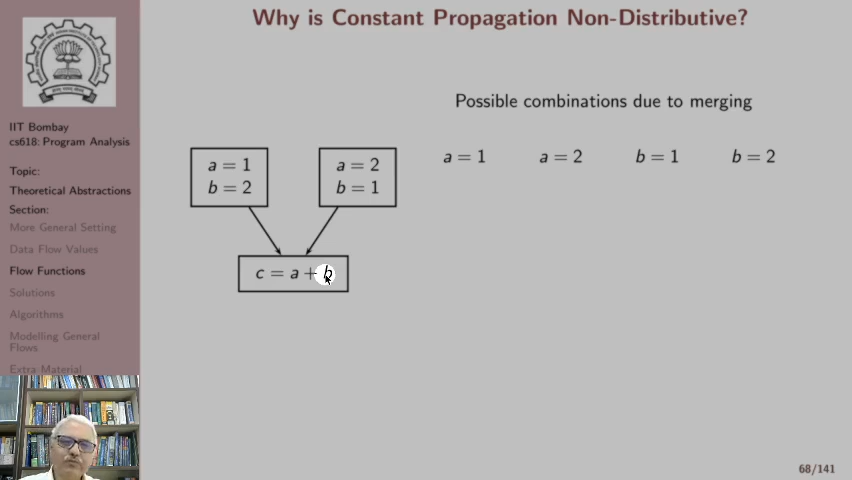 Why is Constant Propagation Non-Distributive?
IIT Bombay
cs618: Program Analysis
Topic:
Theoretical Abstractions
Section:
More General Setting
Data Flow Values
Flow Functions
Solutions
Algorithms
Modelling General
Flows
Extra Material
Possible combinations due to merging
a = 1
b = 2
a = 2
b = 1
a = 1 a = 2 b = 1 b = 2
c = a + b
68/141